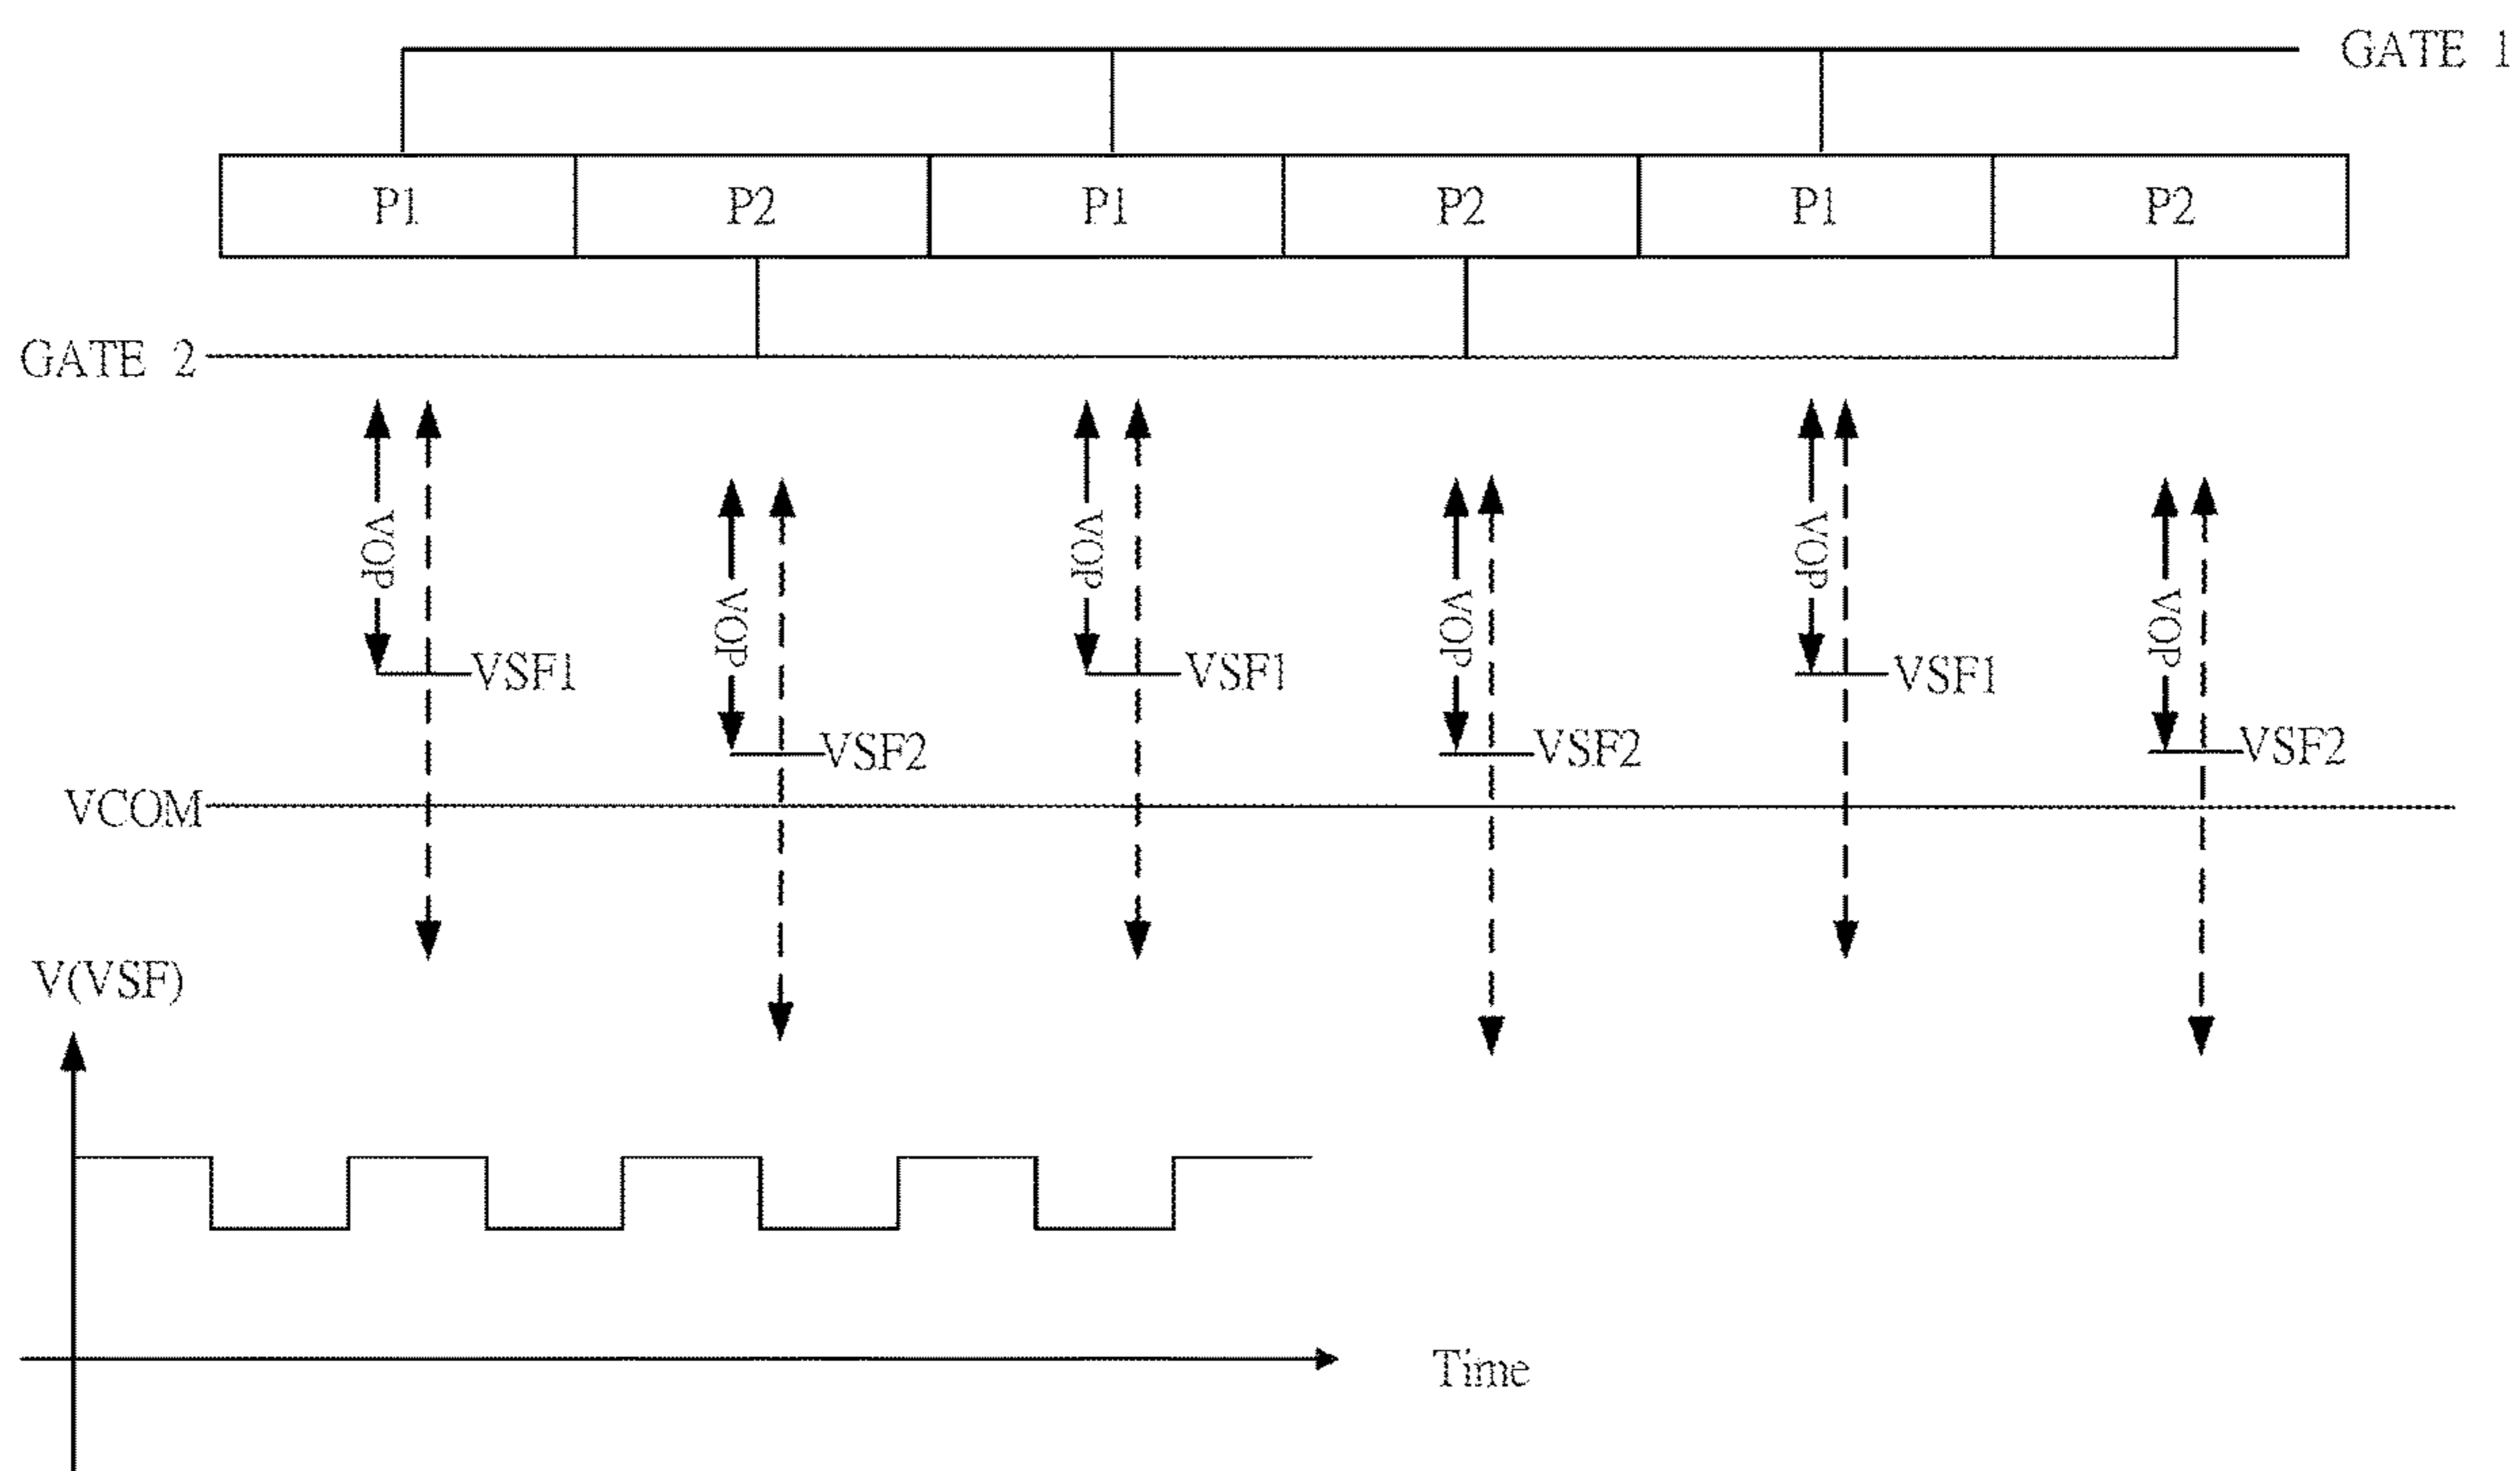 GATE 1
P1 P2 P1 P2 P1 P2
GATE 2
VOP VOP VOP
VOP VOP VOP
VSF1 VSF1 VSF1
VSF2 VSF2 VSF2
VCOM
V(VSF)
Time